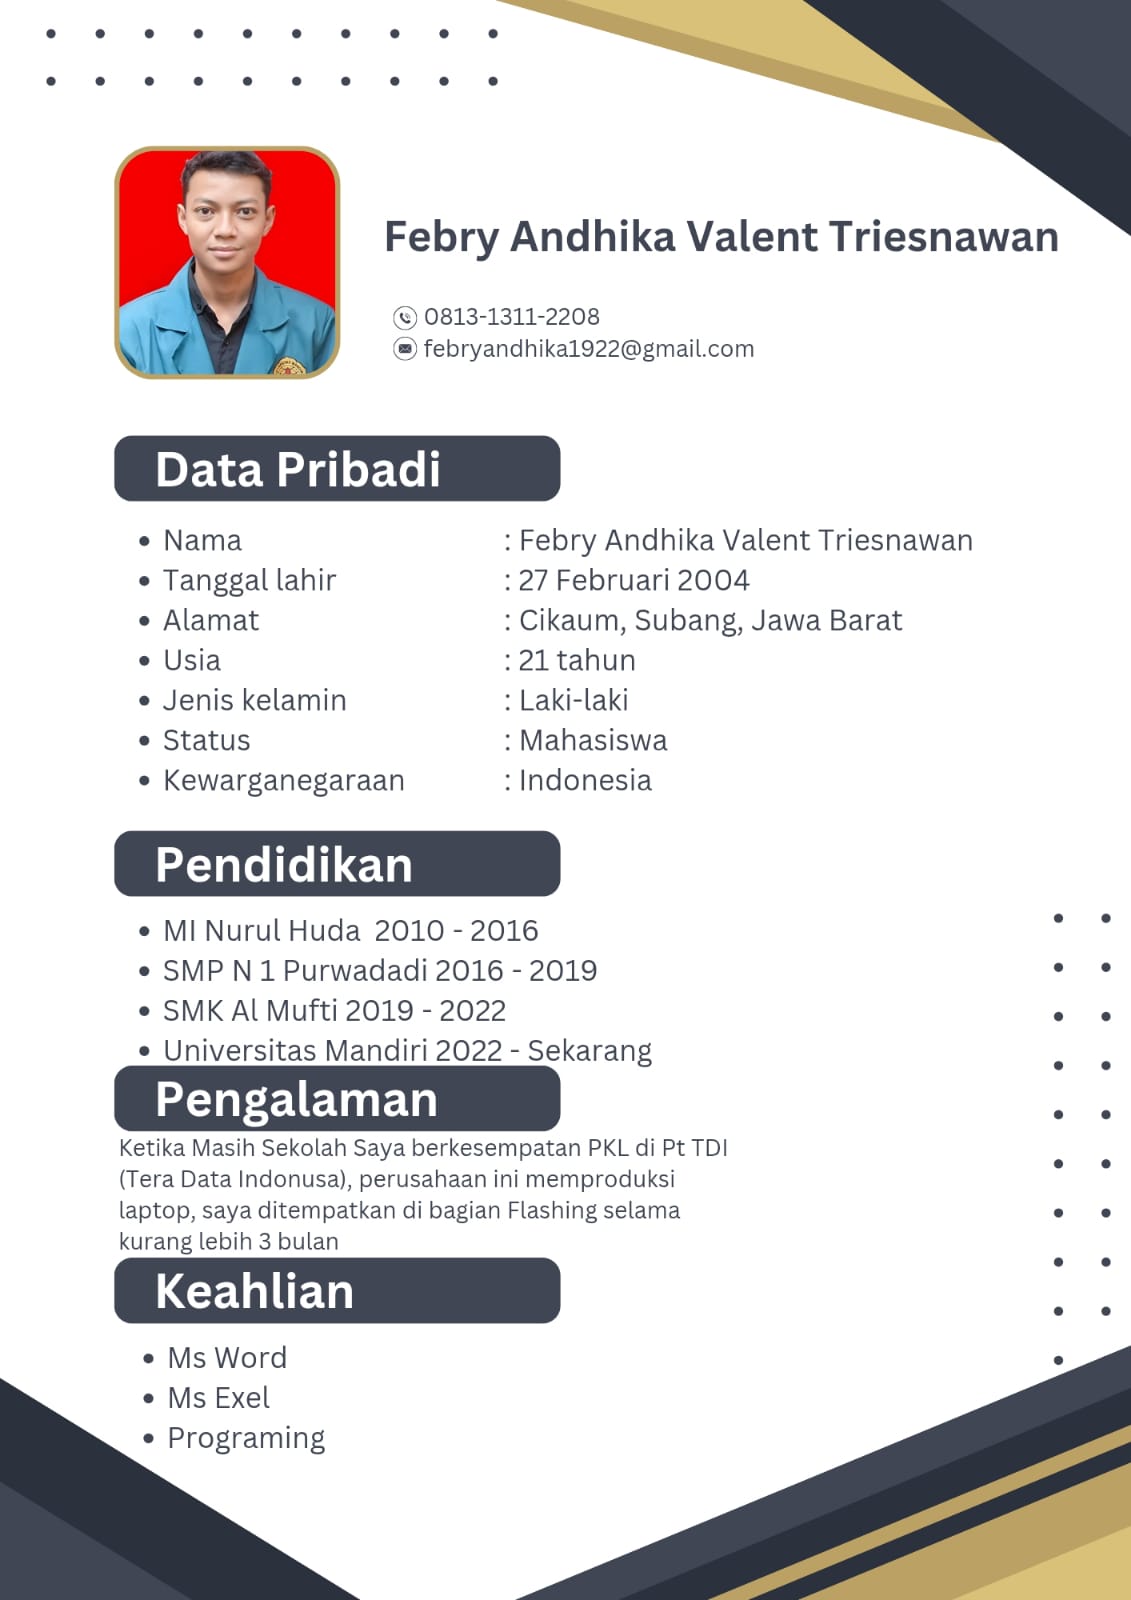 Febry Andhika Valent Triesnawan
0813-1311-2208
febryandhika1922@gmail.com
Data Pribadi
• Nama : Febry Andhika Valent Triesnawan
• Tanggal lahir : 27 Februari 2004
• Alamat : Cikaum, Subang, Jawa Barat
• Usia : 21 tahun
• Jenis kelamin : Laki-laki
• Status : Mahasiswa
• Kewarganegaraan : Indonesia
Pendidikan
• MI Nurul Huda 2010 - 2016
• SMP N 1 Purwadadi 2016 - 2019
• SMK Al Mufti 2019 - 2022
• Universitas Mandiri 2022 - Sekarang
Pengalaman
Ketika Masih Sekolah Saya berkesempatan PKL di Pt TDI
(Tera Data Indonusa), perusahaan ini memproduksi
laptop, saya ditempatkan di bagian Flashing selama
kurang lebih 3 bulan
Keahlian
• Ms Word
• Ms Exel
• Programing